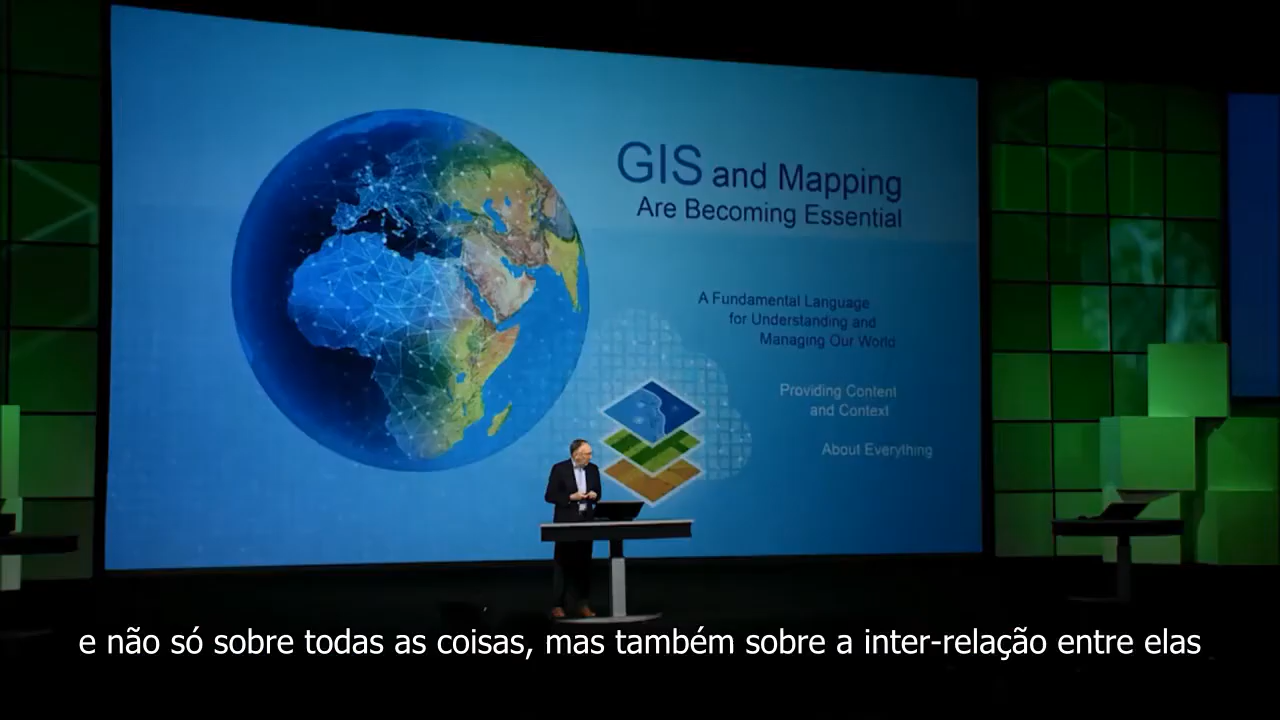 GIS and Mapping
Are Becoming Essential
A Fundamental Language
for Understanding and
Managing Our World
Providing Content
and Context
About Everything
e não só sobre todas as coisas, mas também sobre a inter-relação entre elas